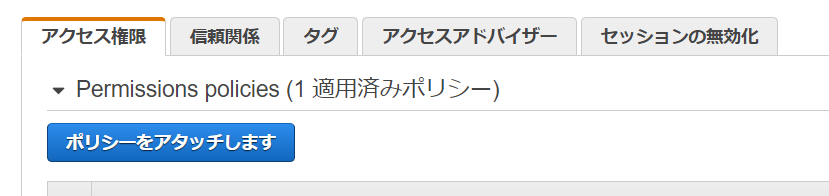 アクセス権限 信頼関係 タグ アクセスアドバイザー セッションの無効化
Permissions policies (1 適用済みポリシー)
ポリシーをアタッチします